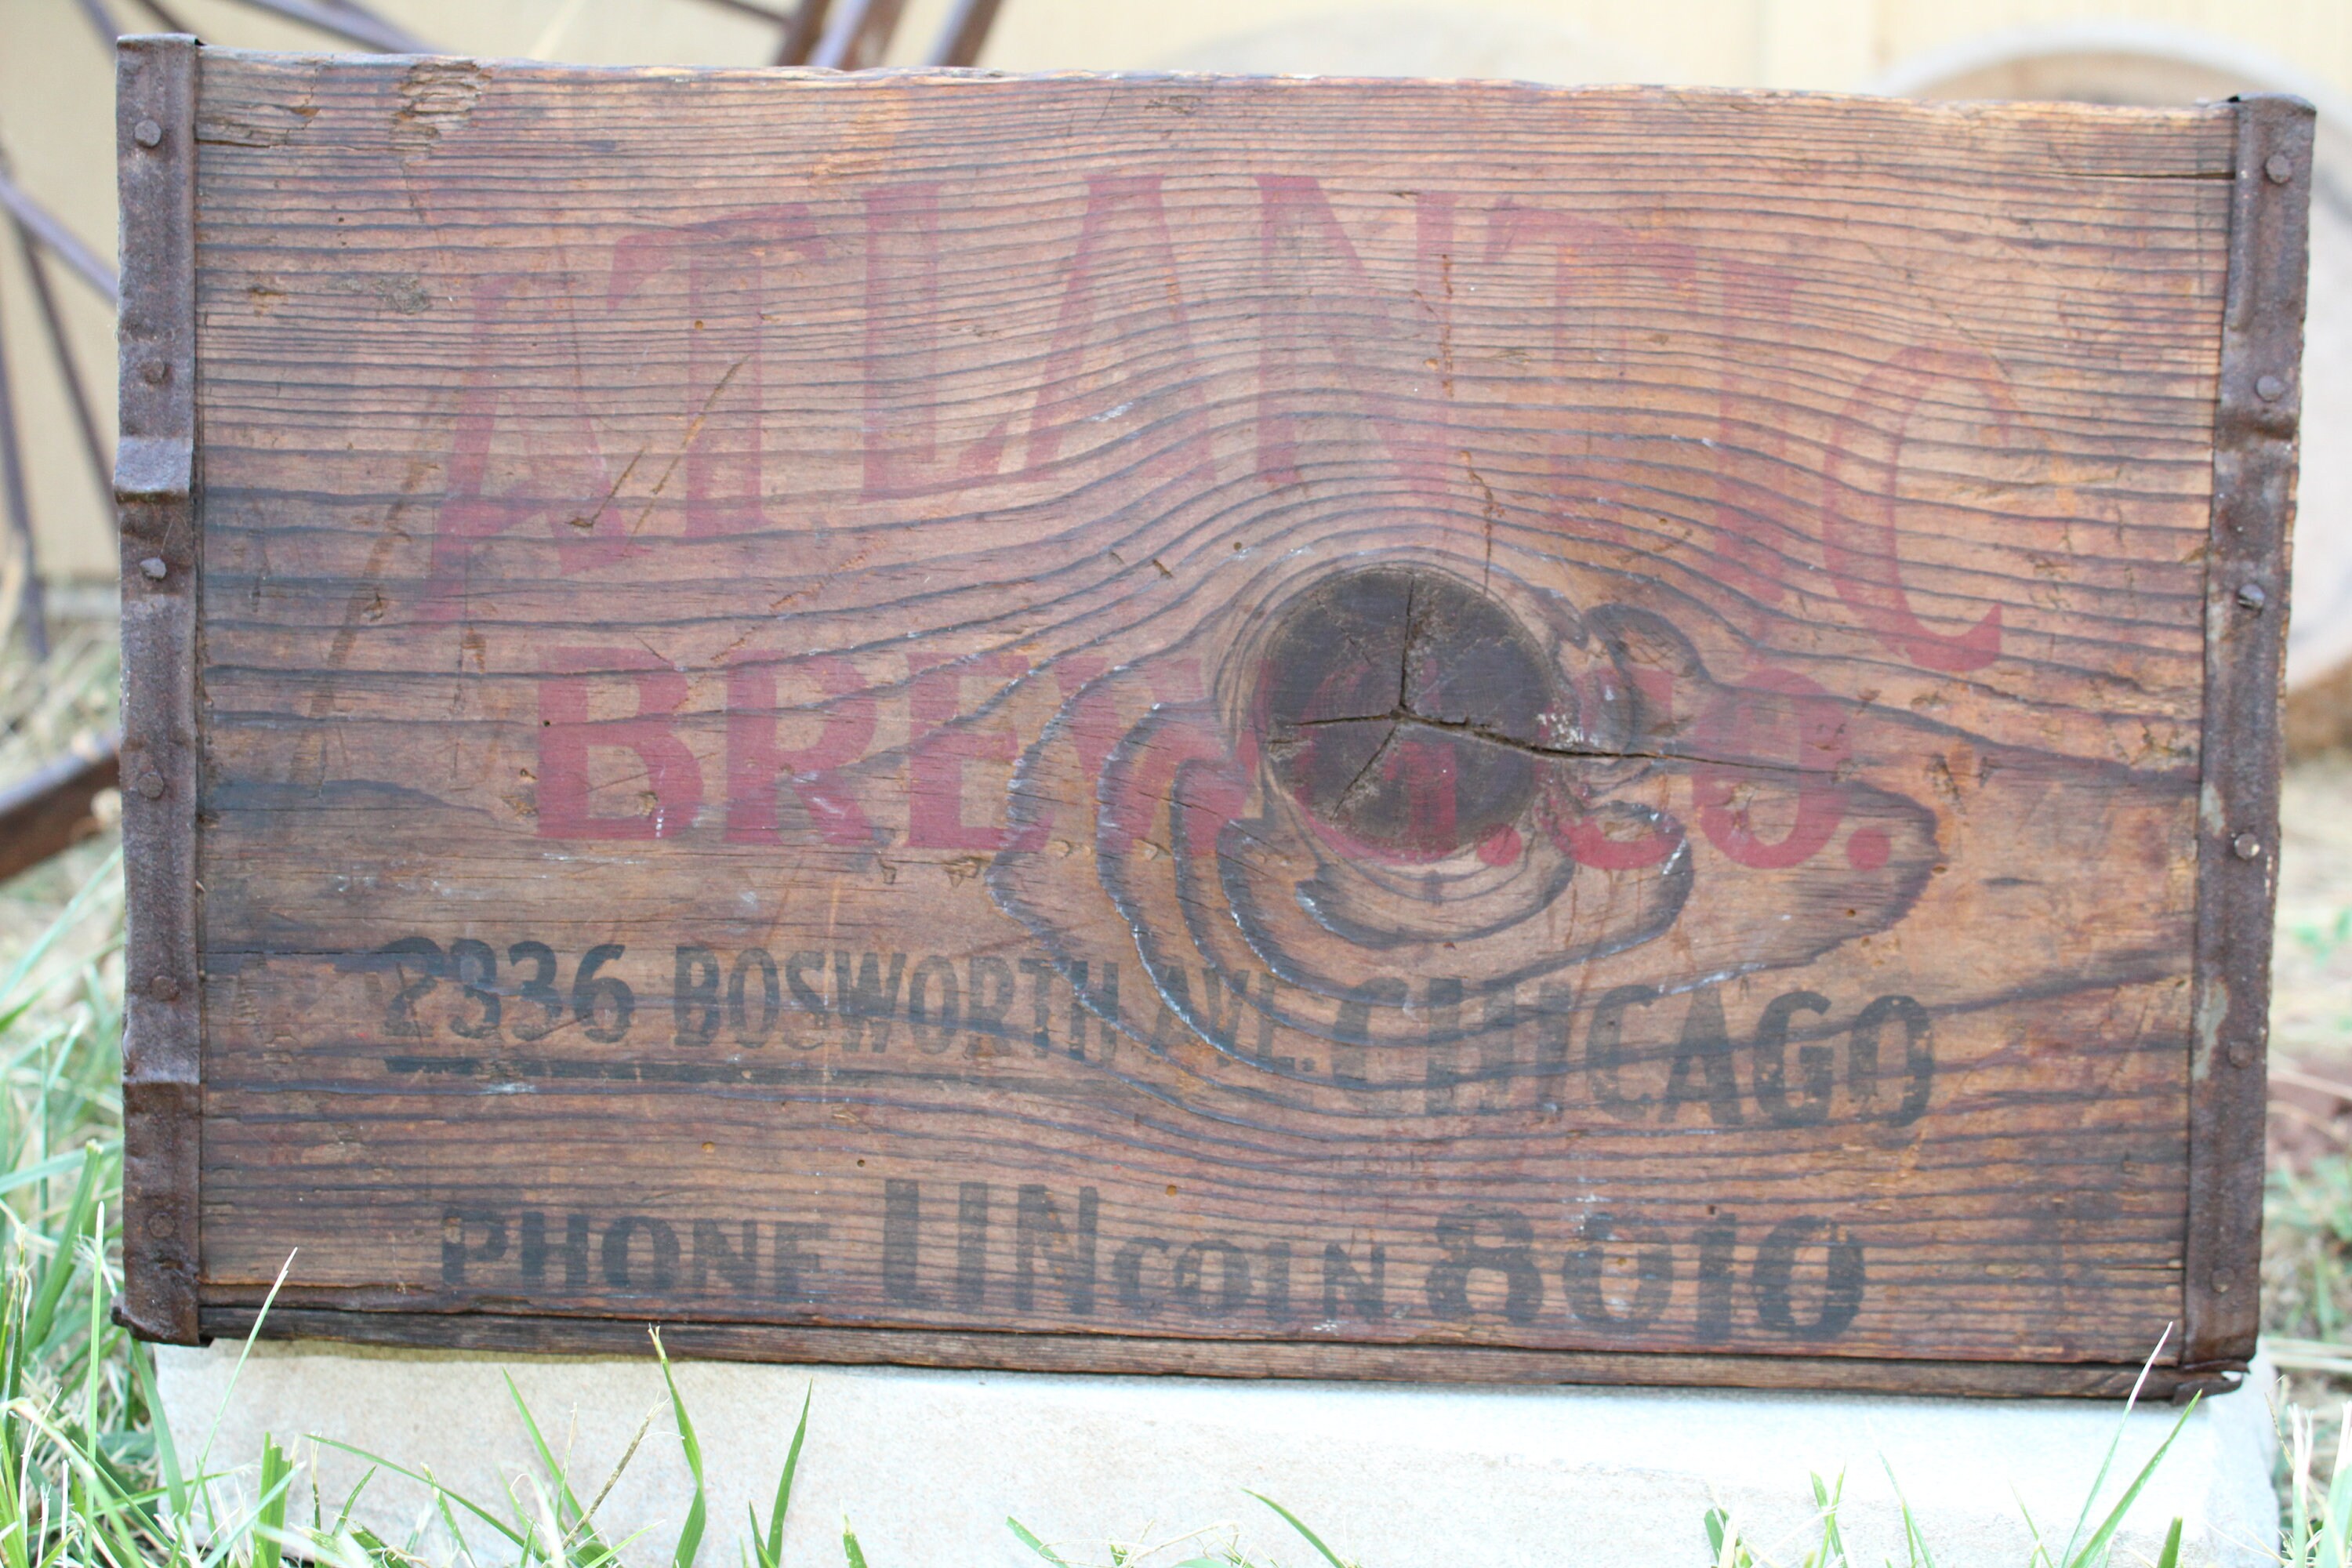 ATLANTIC
BREW'G. CO.
2336 BOSWORTH AVE. CHICAGO
PHONE LINCOLN 8010